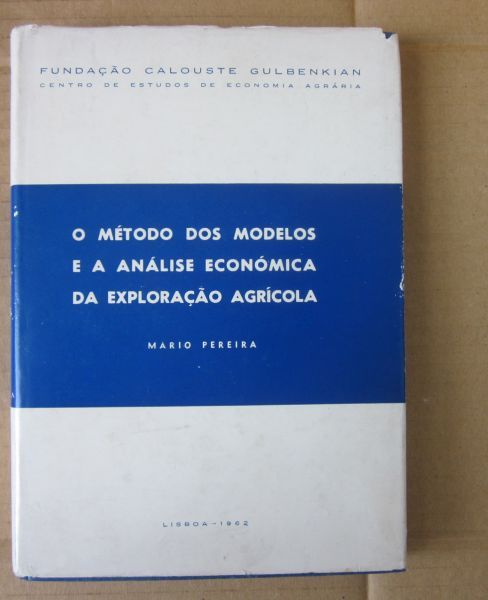 FUNDAÇÃO CALOUSTE GULBENKIAN
CENTRO DE ESTUDOS DE ECONOMIA AGRÁRIA
O MÉTODO DOS MODELOS
E A ANÁLISE ECONÓMICA
DA EXPLORAÇÃO AGRÍCOLA
MARIO PEREIRA
LISBOA-1962